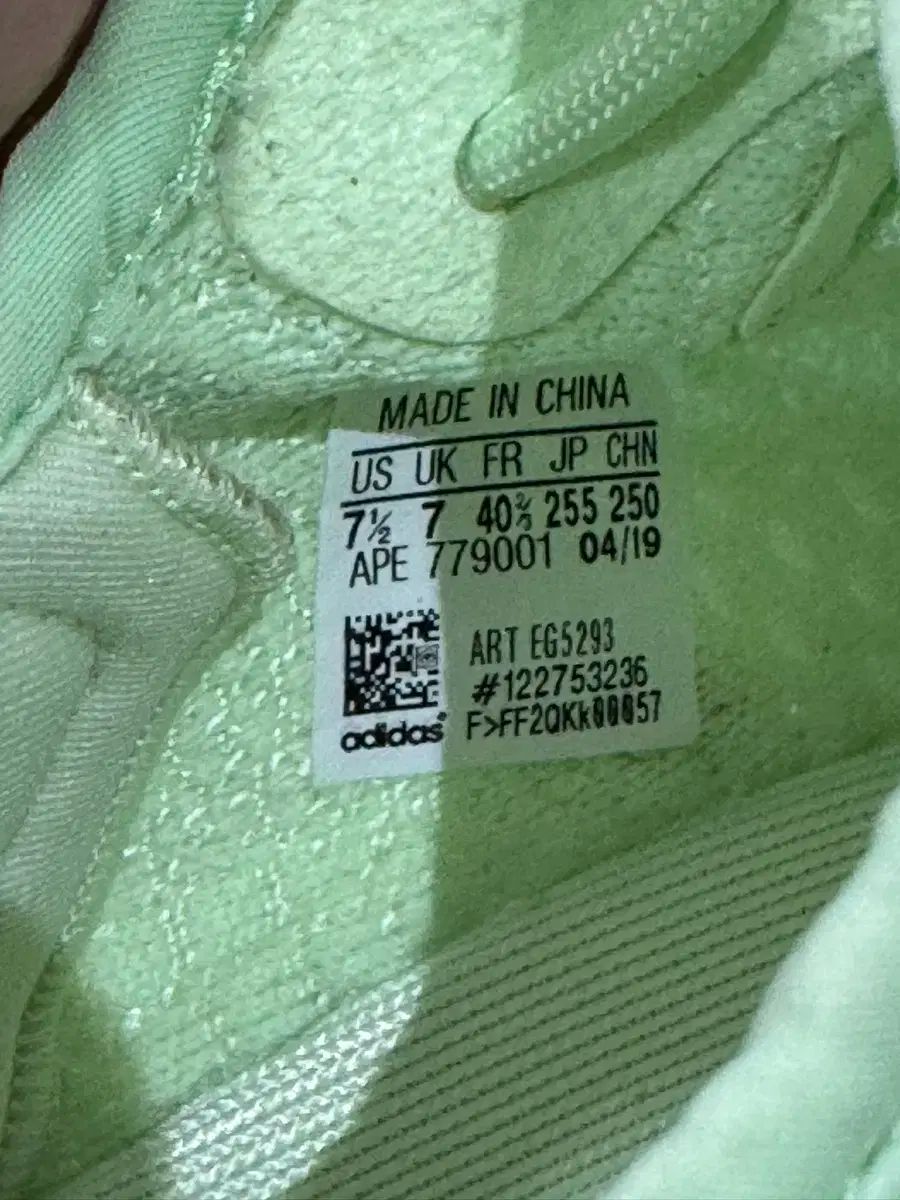 MADE IN CHINA
US UK FR JP CHN
7½ 7 40⅔ 255 250
APE 779001 04/19
ART EG5293
#122753236
adidas® F>FF2QKk00057